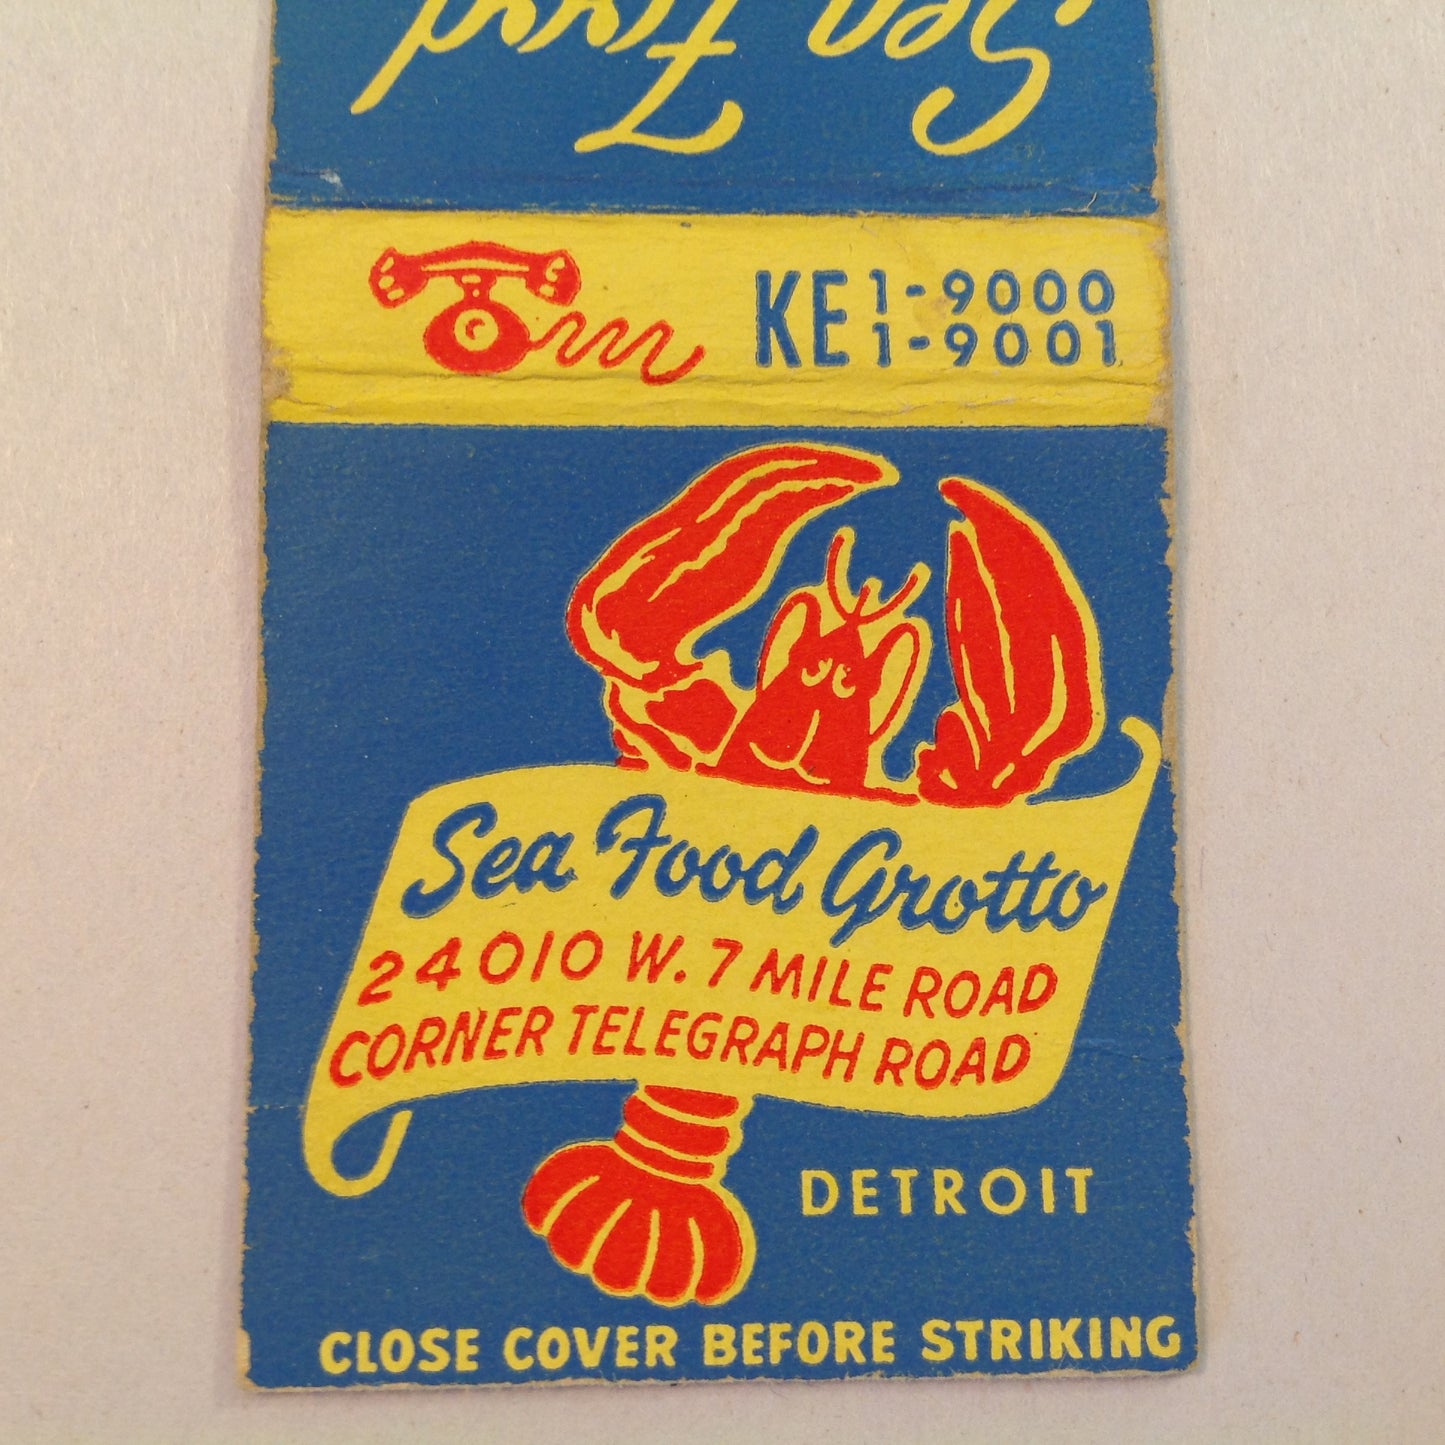 Sea Food
KE 1-9000
1-9001
Sea Food Grotto
24010 W. 7 MILE ROAD
CORNER TELEGRAPH ROAD
DETROIT
CLOSE COVER BEFORE STRIKING